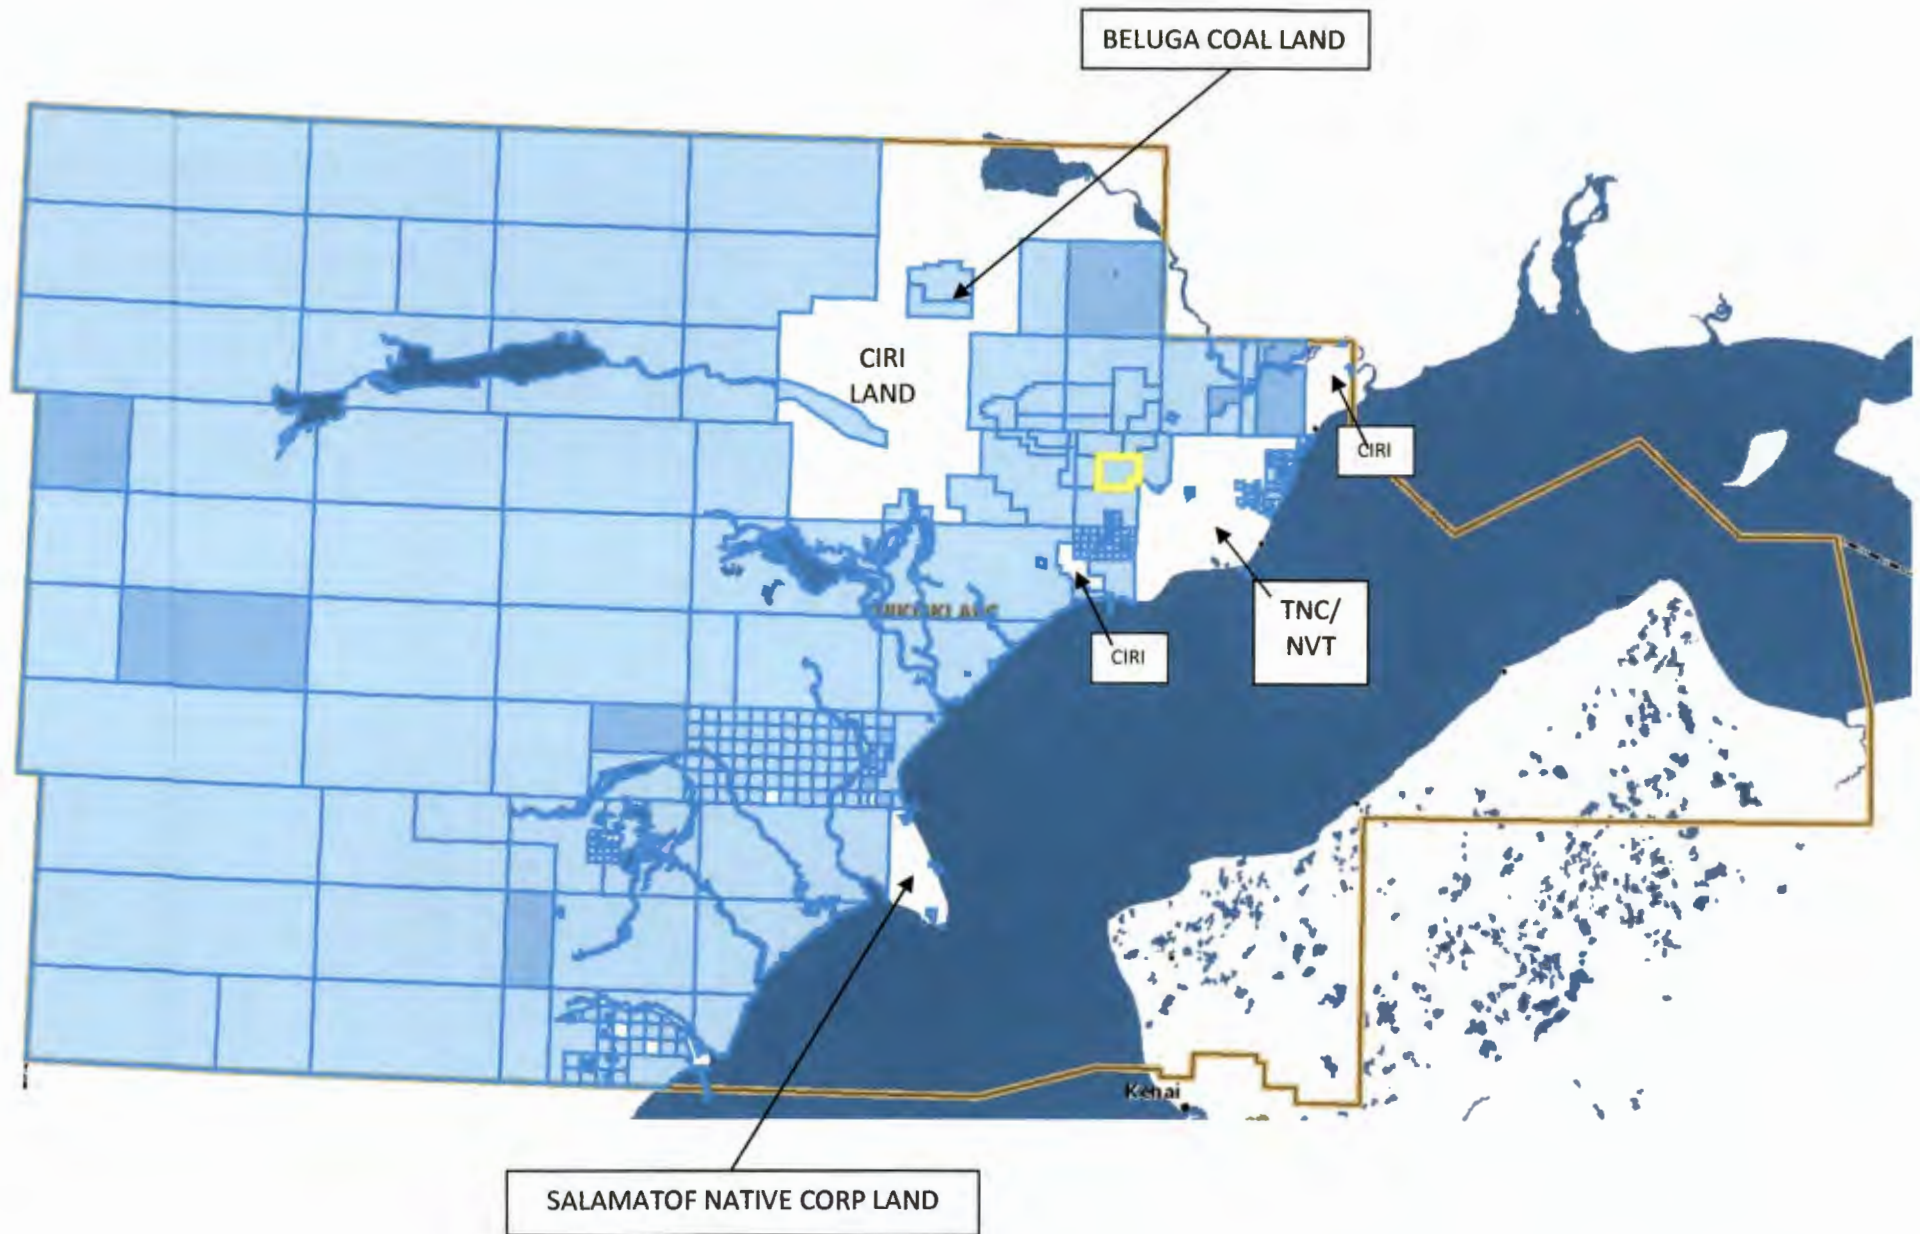 BELUGA COAL LAND
CIRI
LAND
CIRI
TNC/
NVT
CIRI
Kenai
SALAMATOF NATIVE CORP LAND